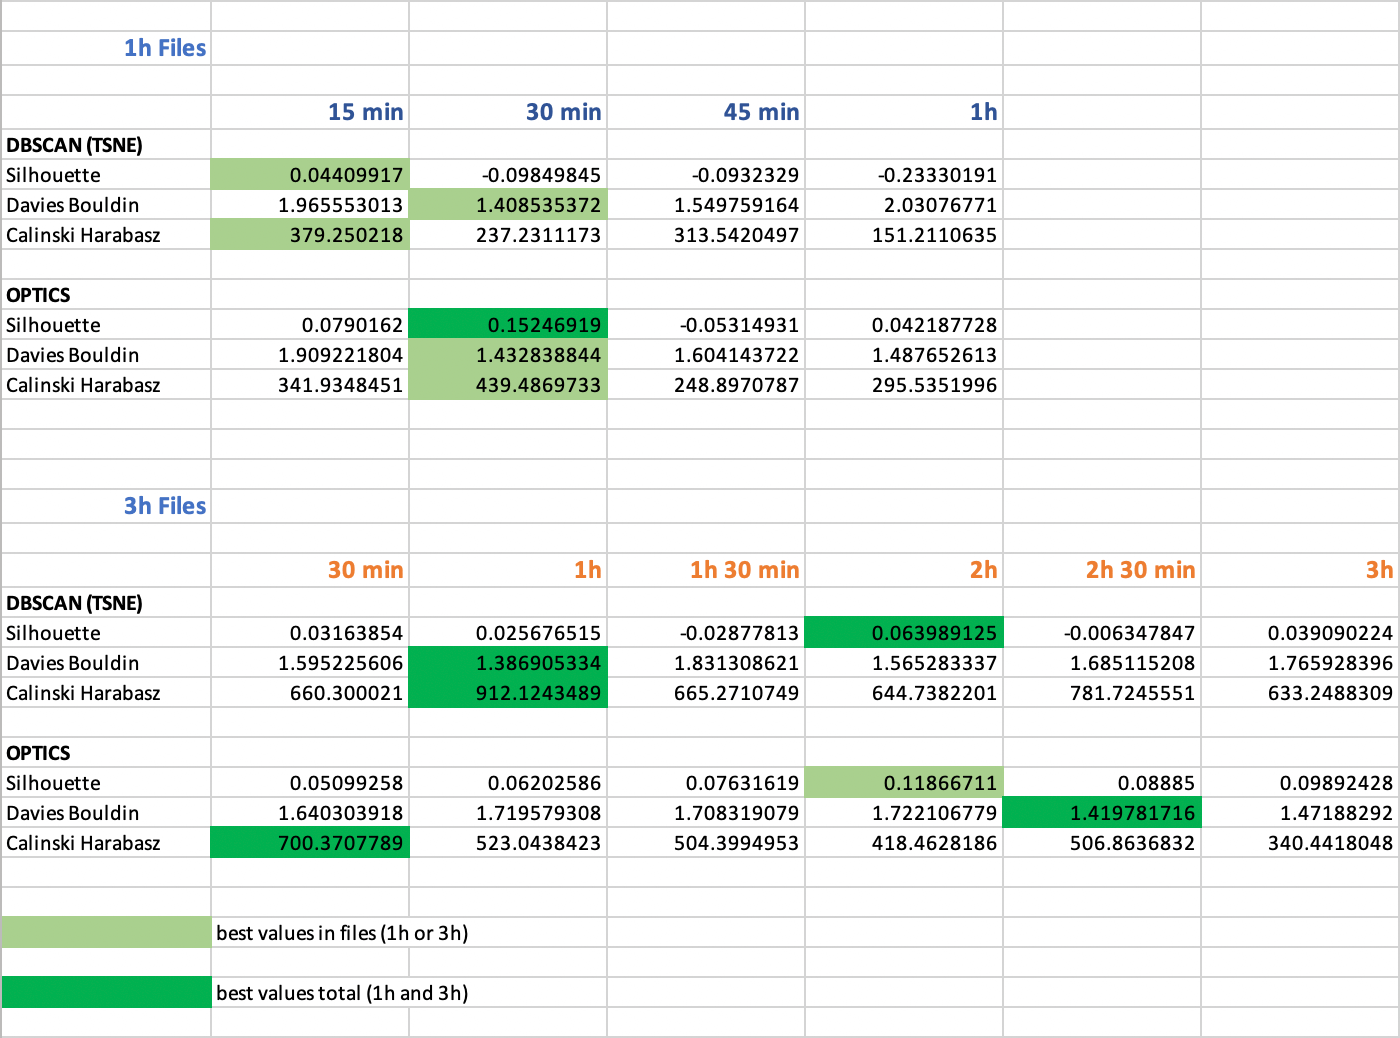 1h Files
15 min 30 min 45 min 1h
DBSCAN (TSNE)
Silhouette 0.04409917 -0.09849845 -0.0932329 -0.23330191
Davies Bouldin 1.965553013 1.408535372 1.549759164 2.03076771
Calinski Harabasz 379.250218 237.2311173 313.5420497 151.2110635
OPTICS
Silhouette 0.0790162 0.15246919 -0.05314931 0.042187728
Davies Bouldin 1.909221804 1.432838844 1.604143722 1.487652613
Calinski Harabasz 341.9348451 439.4869733 248.8970787 295.5351996
3h Files
30 min 1h 1h 30 min 2h 2h 30 min 3h
DBSCAN (TSNE)
Silhouette 0.03163854 0.025676515 -0.02877813 0.063989125 -0.006347847 0.039090224
Davies Bouldin 1.595225606 1.386905334 1.831308621 1.565283337 1.685115208 1.765928396
Calinski Harabasz 660.300021 912.1243489 665.2710749 644.7382201 781.7245551 633.2488309
OPTICS
Silhouette 0.05099258 0.06202586 0.07631619 0.11866711 0.08885 0.09892428
Davies Bouldin 1.640303918 1.719579308 1.708319079 1.722106779 1.419781716 1.47188292
Calinski Harabasz 700.3707789 523.0438423 504.3994953 418.4628186 506.8636832 340.4418048
best values in files (1h or 3h)
best values total (1h and 3h)